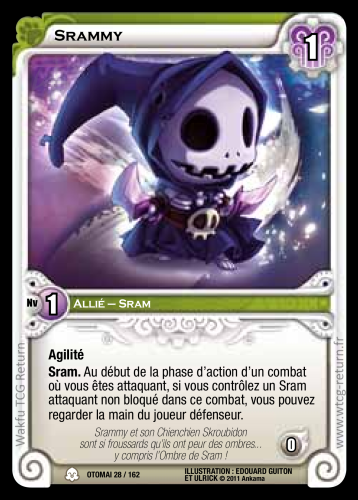 SRAMMY
1
Nv 1 ALLIÉ – SRAM
Agilité
Sram. Au début de la phase d'action d'un combat
où vous êtes attaquant, si vous contrôlez un Sram
attaquant non bloqué dans ce combat, vous pouvez
regarder la main du joueur défenseur.
Srammy et son Chienchien Skroubidon
sont si froussards qu'ils ont peur des ombres...
y compris l'Ombre de Sram !
0
OTOMAI 28 / 162
ILLUSTRATION : EDOUARD GUITON
ET ULRICK © 2011 Ankama
Wakfu-TCG-Return
www.wtcg-return.fr